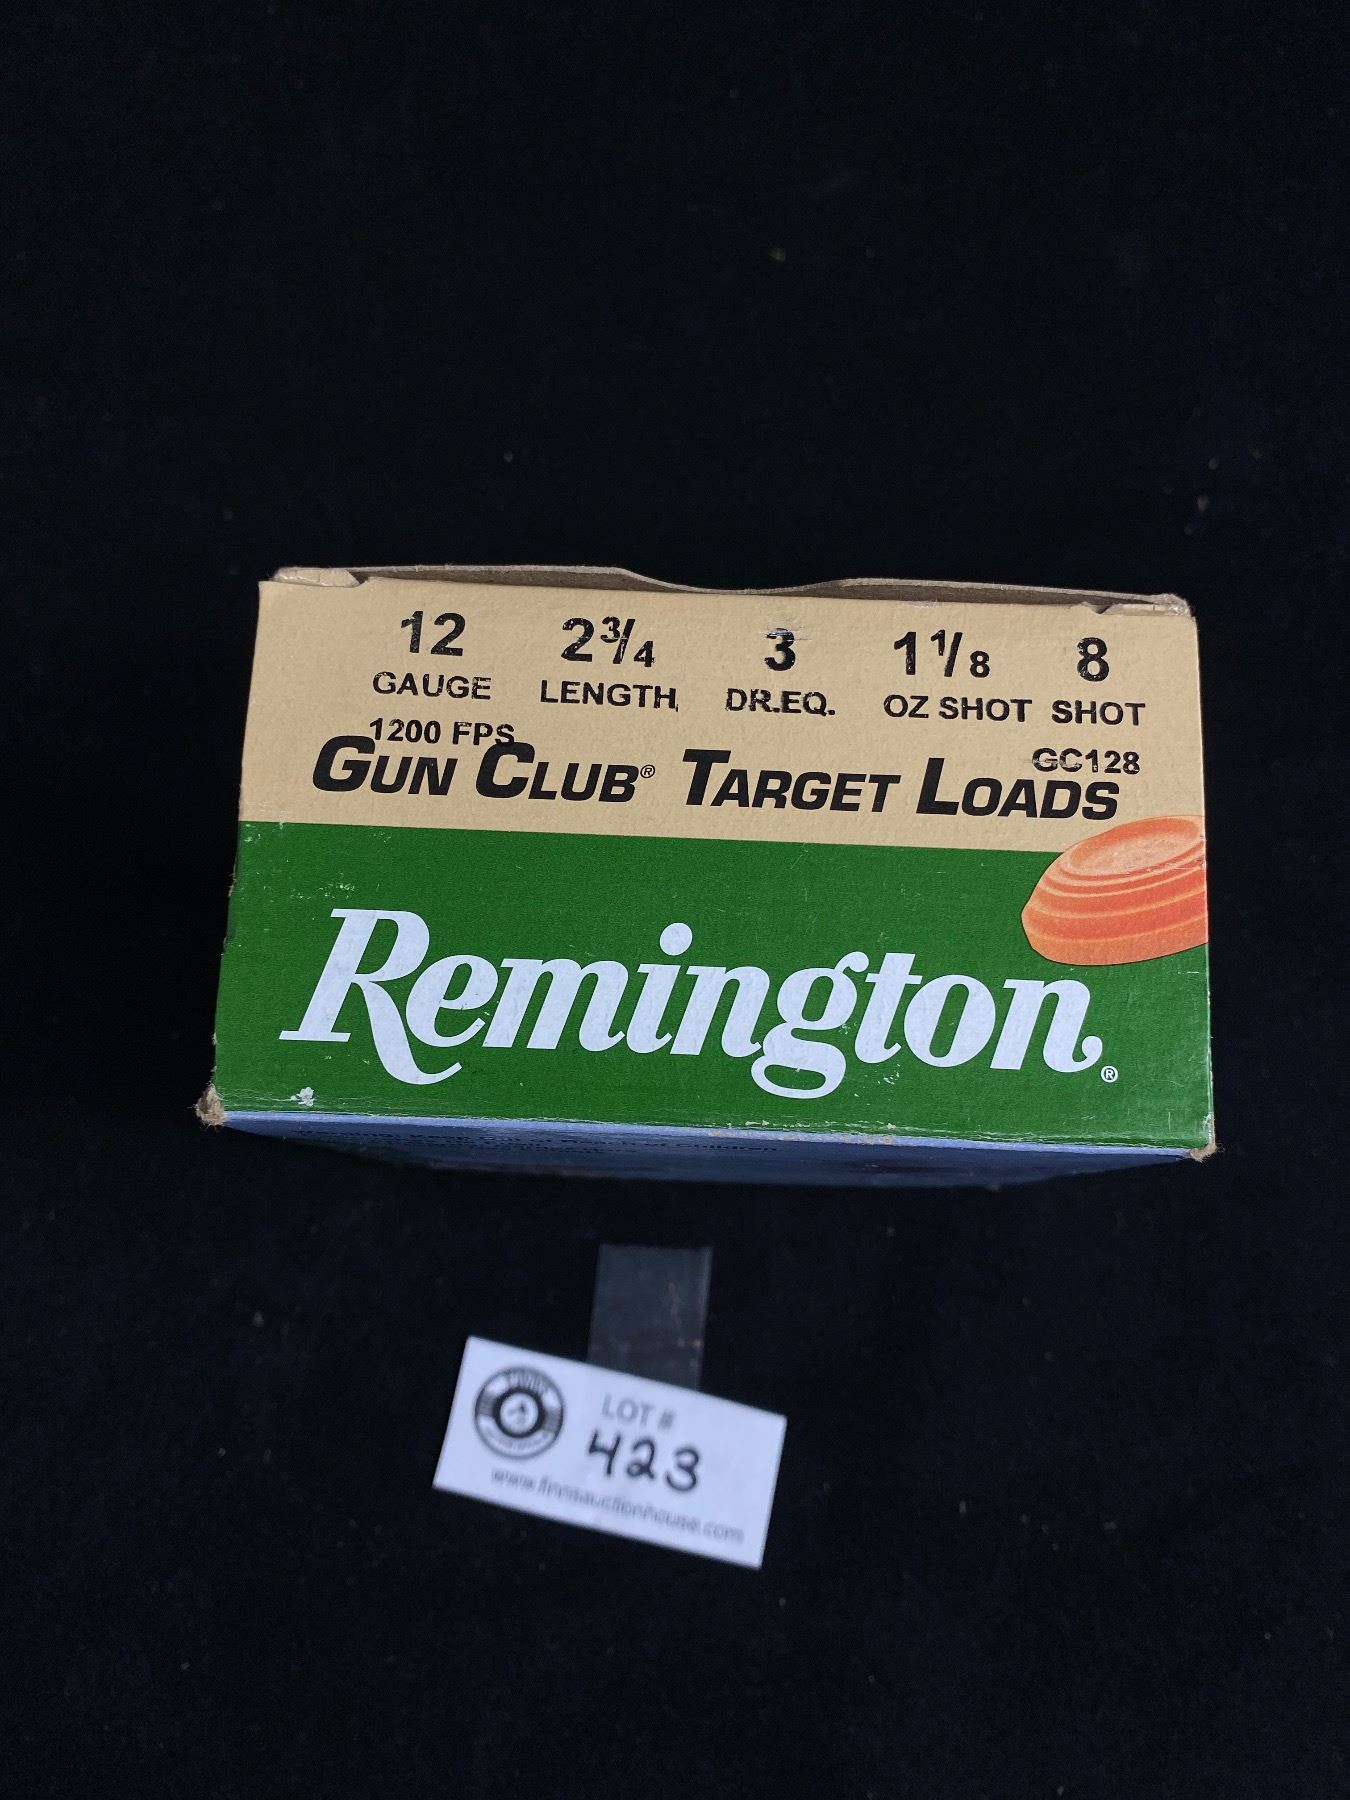 12 2¾ 3 1⅛ 8
GAUGE LENGTH DR.EQ. OZ SHOT SHOT
1200 FPS GC128
GUN CLUB® TARGET LOADS
Remington®
LOT #
423
www.finnsauctionhouse.com